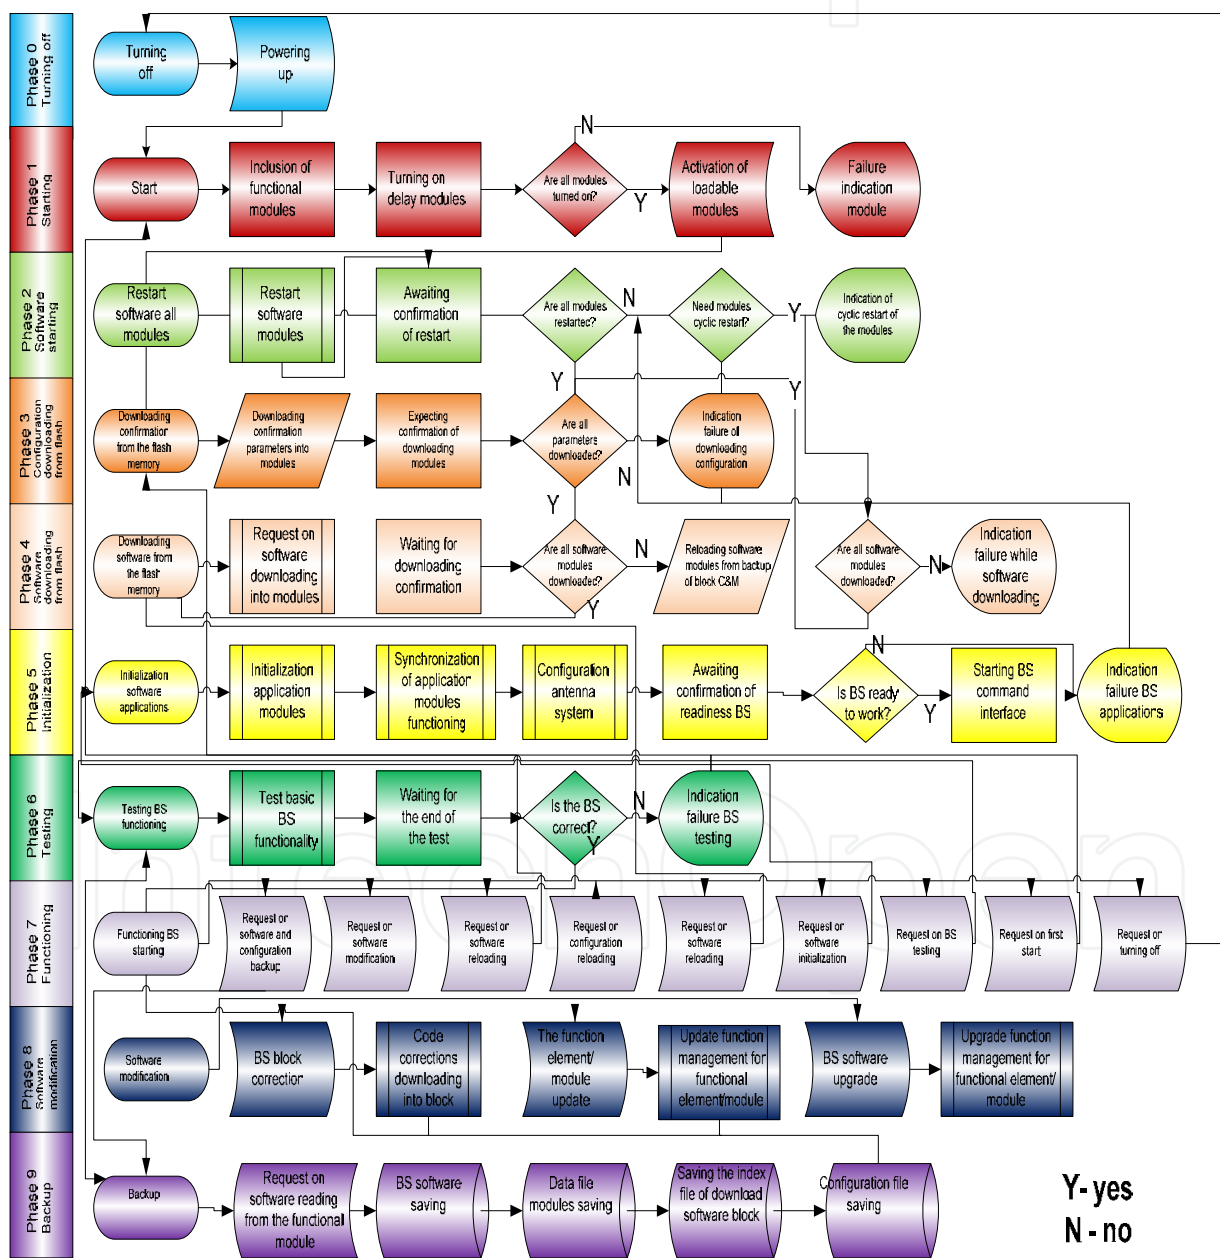 Phase 0
Turning off
Turning
off
Powering
up
Phase 1
Starting
Start
Inclusion of
functional
modules
Turning on
delay modules
Are all modules
turned on?
N
Y
Activation of
loadable
modules
Failure
indication
module
Phase 2
Software
starting
Restart
software all
modules
Restart
software
modules
Awaiting
confirmation
of restart
Are all modules
restarted?
N
Y
Need modules
cyclic restart?
Y
Y
Indication of
cyclic restart of
the modules
Phase 3
Configuration
downloading
from flash
Downloading
confirmation
from the flash
memory
Downloading
confirmation
parameters into
modules
Expecting
confirmation of
downloading
modules
Are all
parameters
downloaded?
N
Y
Indication
failure of
downloading
configuration
Phase 4
Software
downloading
from flash
Downloading
software from the
flash
memory
Request on
software
downloading
into modules
Waiting for
downloading
confirmation
Are all software
modules
downloaded?
N
Y
Reloading software
modules from backup
of block C&M
Are all software
modules
downloaded?
N
Indication
failure while
software
downloading
Phase 5
Initialization
Initialization
software
applications
Initialization
application
modules
Synchronization
of application
modules
functioning
Configuration
antenna
system
Awaiting
confirmation of
readiness BS
Is BS ready
to work?
N
Y
Starting BS
command
interface
Indication
failure BS
applications
Phase 6
Testing
Testing BS
functioning
Test basic
BS
functionality
Waiting for
the end of
the test
Is the BS
correct?
N
Y
Indication
failure BS
testing
Phase 7
Functioning
Functioning BS
starting
Request on
software and
configuration
backup
Request on
software
modification
Request on
software
reloading
Request on
configuration
reloading
Request on
software
reloading
Request on
software
initialization
Request on BS
testing
Request on first
start
Request on
turning off
Phase 8
Software
modification
Software
modification
BS block
correction
Code
corrections
downloading
into block
The function
element/
module
update
Update function
management for
functional
element/module
BS software
upgrade
Upgrade function
management for
functional element/
module
Phase 9
Backup
Backup
Request on
software reading
from the functional
module
BS software
saving
Data file
modules saving
Saving the index
file of download
software block
Configuration file
saving
Y- yes
N - no
IntechOpen